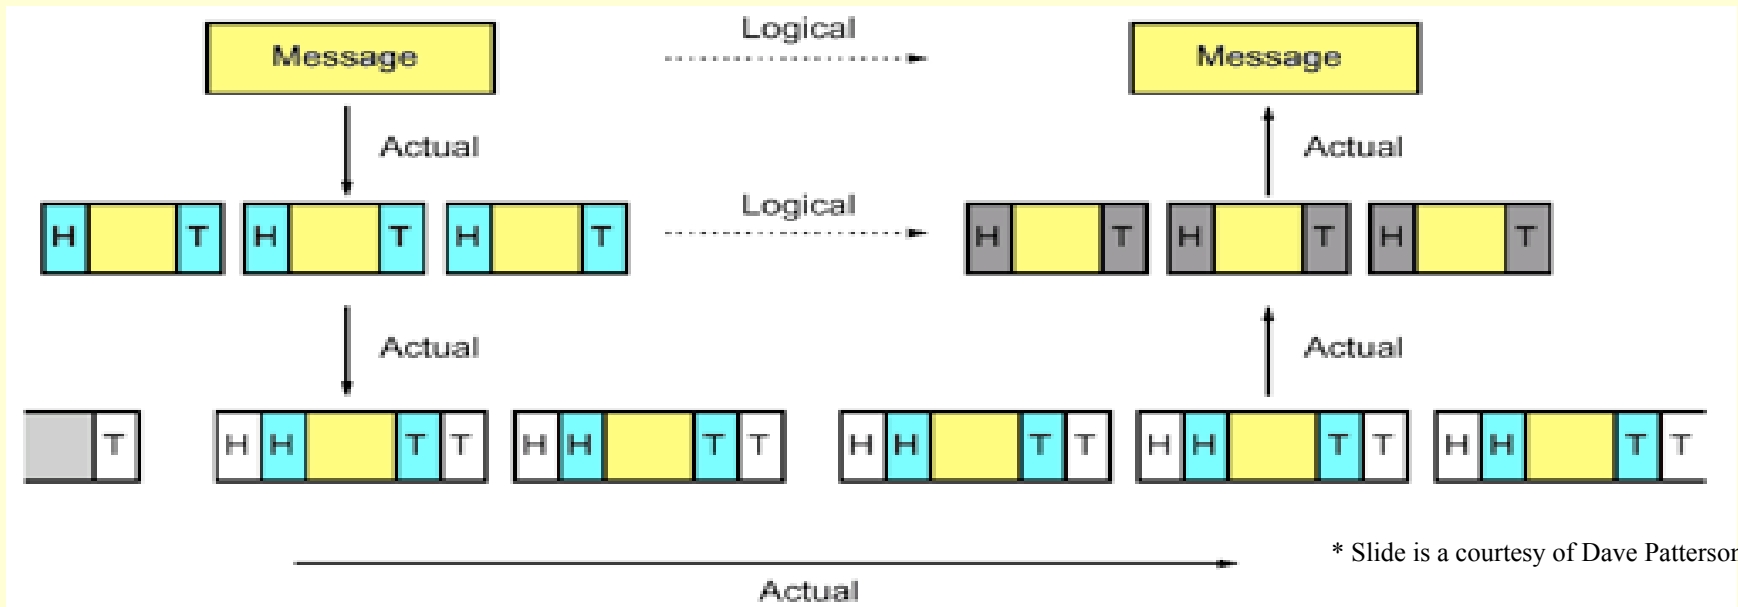 Logical
Message Message
Actual Actual
Logical
H T H T H T H T H T H T
Actual Actual
T H H T T H H T T H H T T H H T T H H T T
* Slide is a courtesy of Dave Patterson
Actual